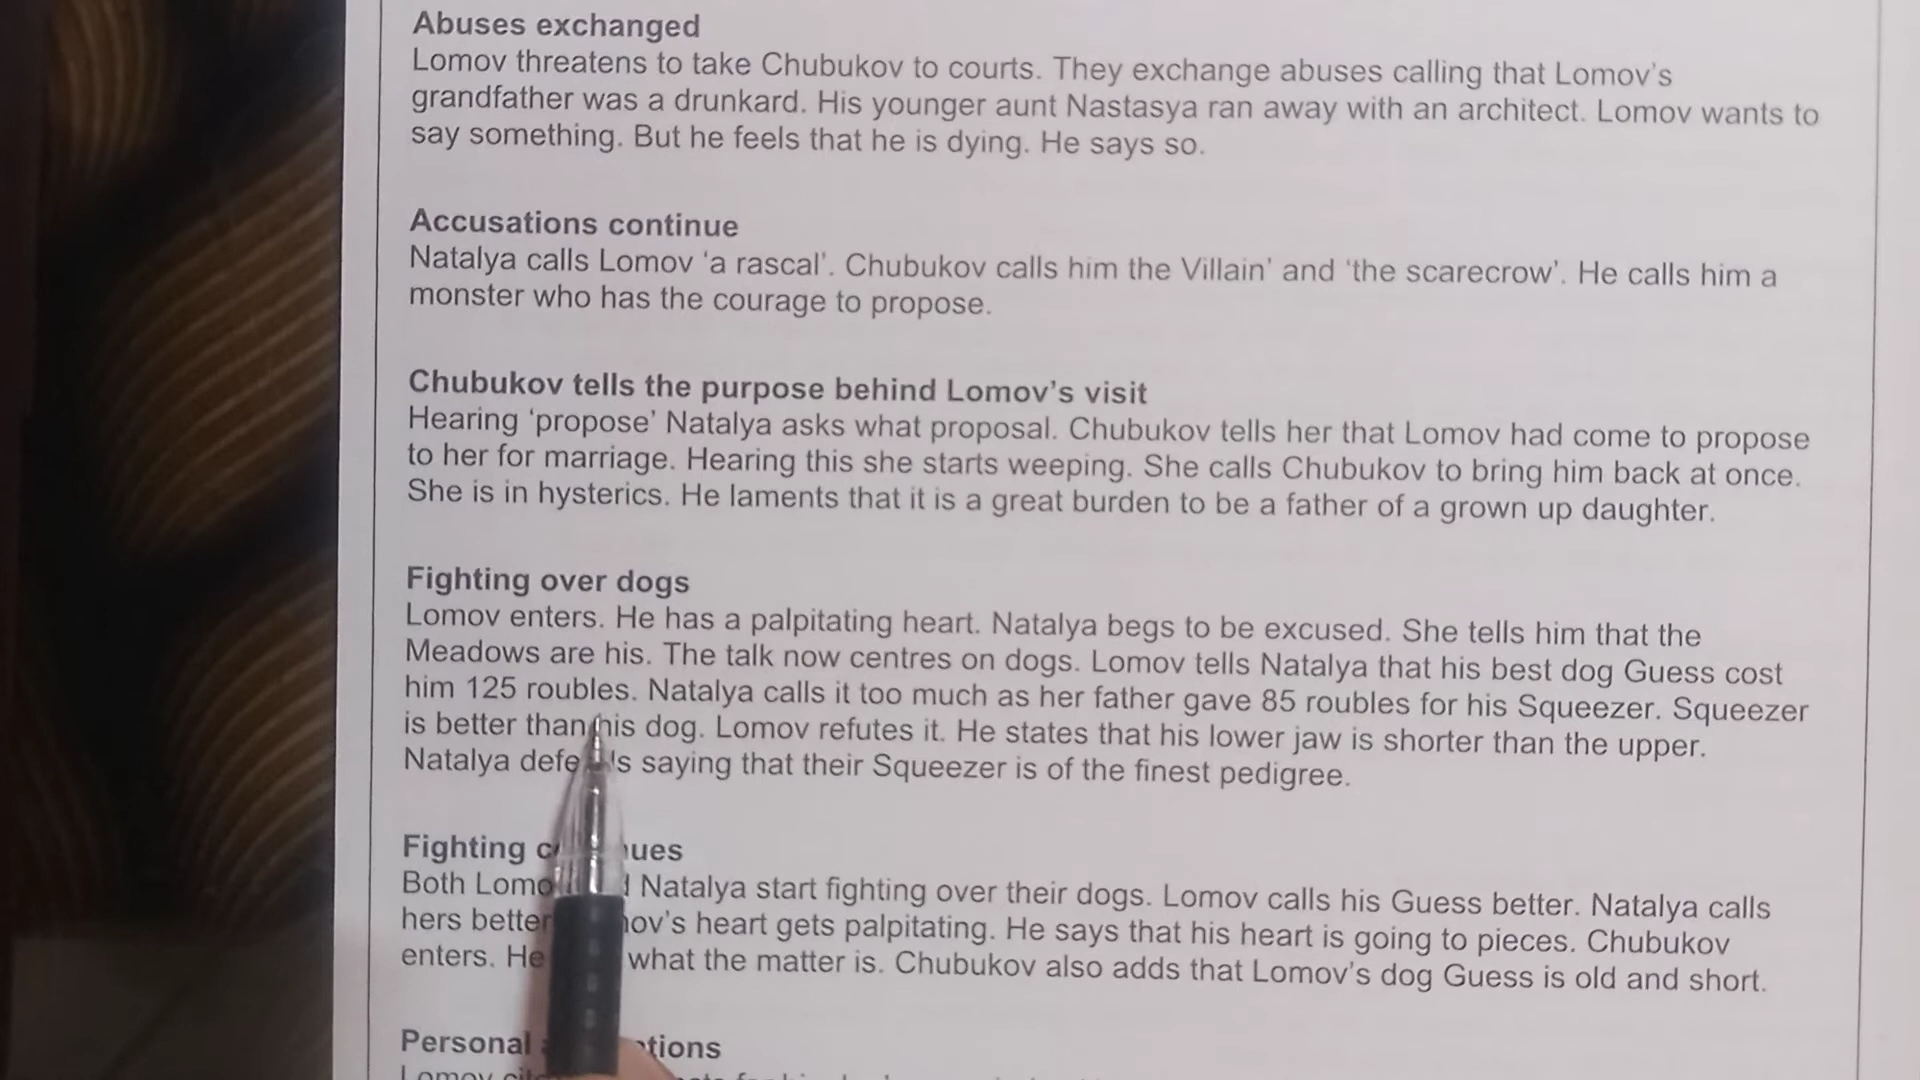 Abuses exchanged
Lomov threatens to take Chubukov to courts. They exchange abuses calling that Lomov's
grandfather was a drunkard. His younger aunt Nastasya ran away with an architect. Lomov wants to
say something. But he feels that he is dying. He says so.
Accusations continue
Natalya calls Lomov ‘a rascal’. Chubukov calls him the Villain’ and ‘the scarecrow’. He calls him a
monster who has the courage to propose.
Chubukov tells the purpose behind Lomov’s visit
Hearing ‘propose’ Natalya asks what proposal. Chubukov tells her that Lomov had come to propose
to her for marriage. Hearing this she starts weeping. She calls Chubukov to bring him back at once.
She is in hysterics. He laments that it is a great burden to be a father of a grown up daughter.
Fighting over dogs
Lomov enters. He has a palpitating heart. Natalya begs to be excused. She tells him that the
Meadows are his. The talk now centres on dogs. Lomov tells Natalya that his best dog Guess cost
him 125 roubles. Natalya calls it too much as her father gave 85 roubles for his Squeezer. Squeezer
is better than his dog. Lomov refutes it. He states that his lower jaw is shorter than the upper.
Natalya saying that their Squeezer is of the finest pedigree.
Fighting
Both Natalya start fighting over their dogs. Lomov calls his Guess better. Natalya calls
hers better heart gets palpitating. He says that his heart is going to pieces. Chubukov
enters. He what the matter is. Chubukov also adds that Lomov’s dog Guess is old and short.
Personal
Lomov